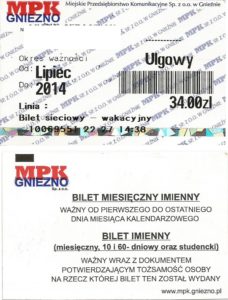 MPK Miejskie Przedsiębiorstwo Komunikacyjne Sp. z o.o. w Gnieźnie
GNIEZNO
Okres ważności
Ulgowy
Od: Lipiec
Do: 2014
34.00zł
Linia :
Bilet sieciowy - wakacyjny
MPK
GNIEZNO
Sp. z o.o.
BILET MIESIĘCZNY IMIENNY
WAŻNY OD PIERWSZEGO DO OSTATNIEGO
DNIA MIESIĄCA KALENDARZOWEGO
BILET IMIENNY
(miesięczny, 10 i 60- dniowy oraz studencki)
WAŻNY WRAZ Z DOKUMENTEM
POTWIERDZAJĄCYM TOŻSAMOŚĆ OSOBY
NA RZECZ KTÓREJ BILET TEN ZOSTAŁ WYDANY
www.mpk.gniezno.pl